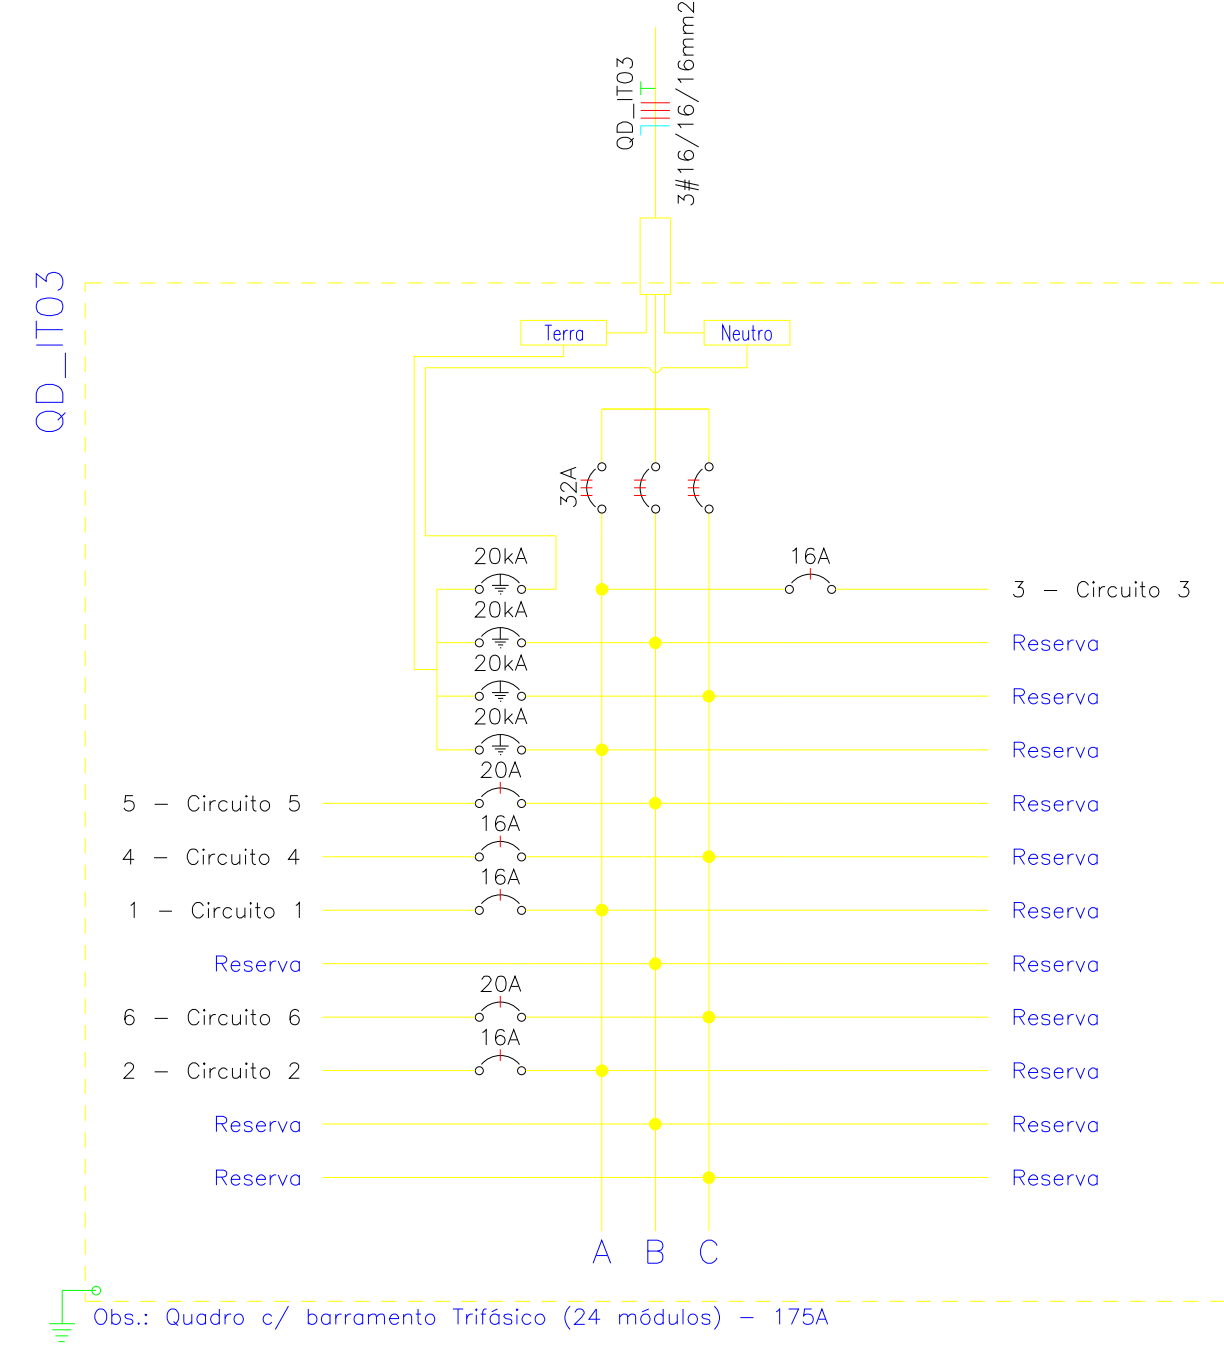 QD_IT03
3#16/16/16mm2
QD_IT03
Terra
Neutro
32A
20kA
16A
3 - Circuito 3
20kA
Reserva
20kA
Reserva
20kA
Reserva
20A
5 - Circuito 5
Reserva
16A
4 - Circuito 4
Reserva
16A
1 - Circuito 1
Reserva
Reserva
Reserva
20A
6 - Circuito 6
Reserva
16A
2 - Circuito 2
Reserva
Reserva
Reserva
Reserva
Reserva
A B C
Obs.: Quadro c/ barramento Trifásico (24 módulos) - 175A